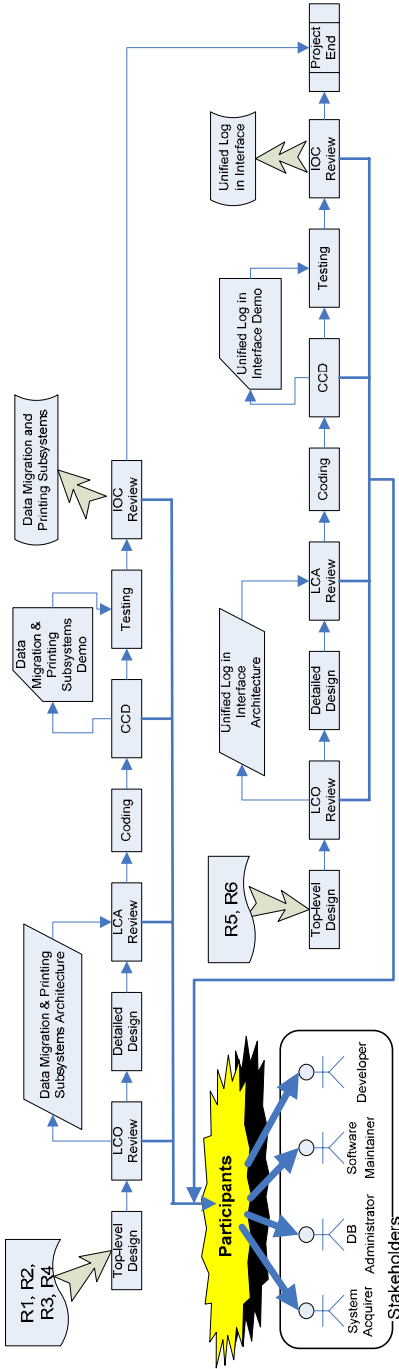 R1, R2,
R3, R4
Top-level
Design
LCO
Review
Data Migration & Printing
Subsystems Architecture
Detailed
Design
LCA
Review
Coding
CCD
Data
Migration &
Printing
Subsystems
Demo
Testing
IOC
Review
Data Migration and
Printing Subsystems
R5, R6
Top-level
Design
LCO
Review
Unified Log in
Interface
Architecture
Detailed
Design
LCA
Review
Coding
CCD
Unified Log in
Interface Demo
Testing
IOC
Review
Unified Log
in Interface
Project
End
Participants
System
Acquirer
DB
Administrator
Software
Maintainer
Developer
Stakeholders